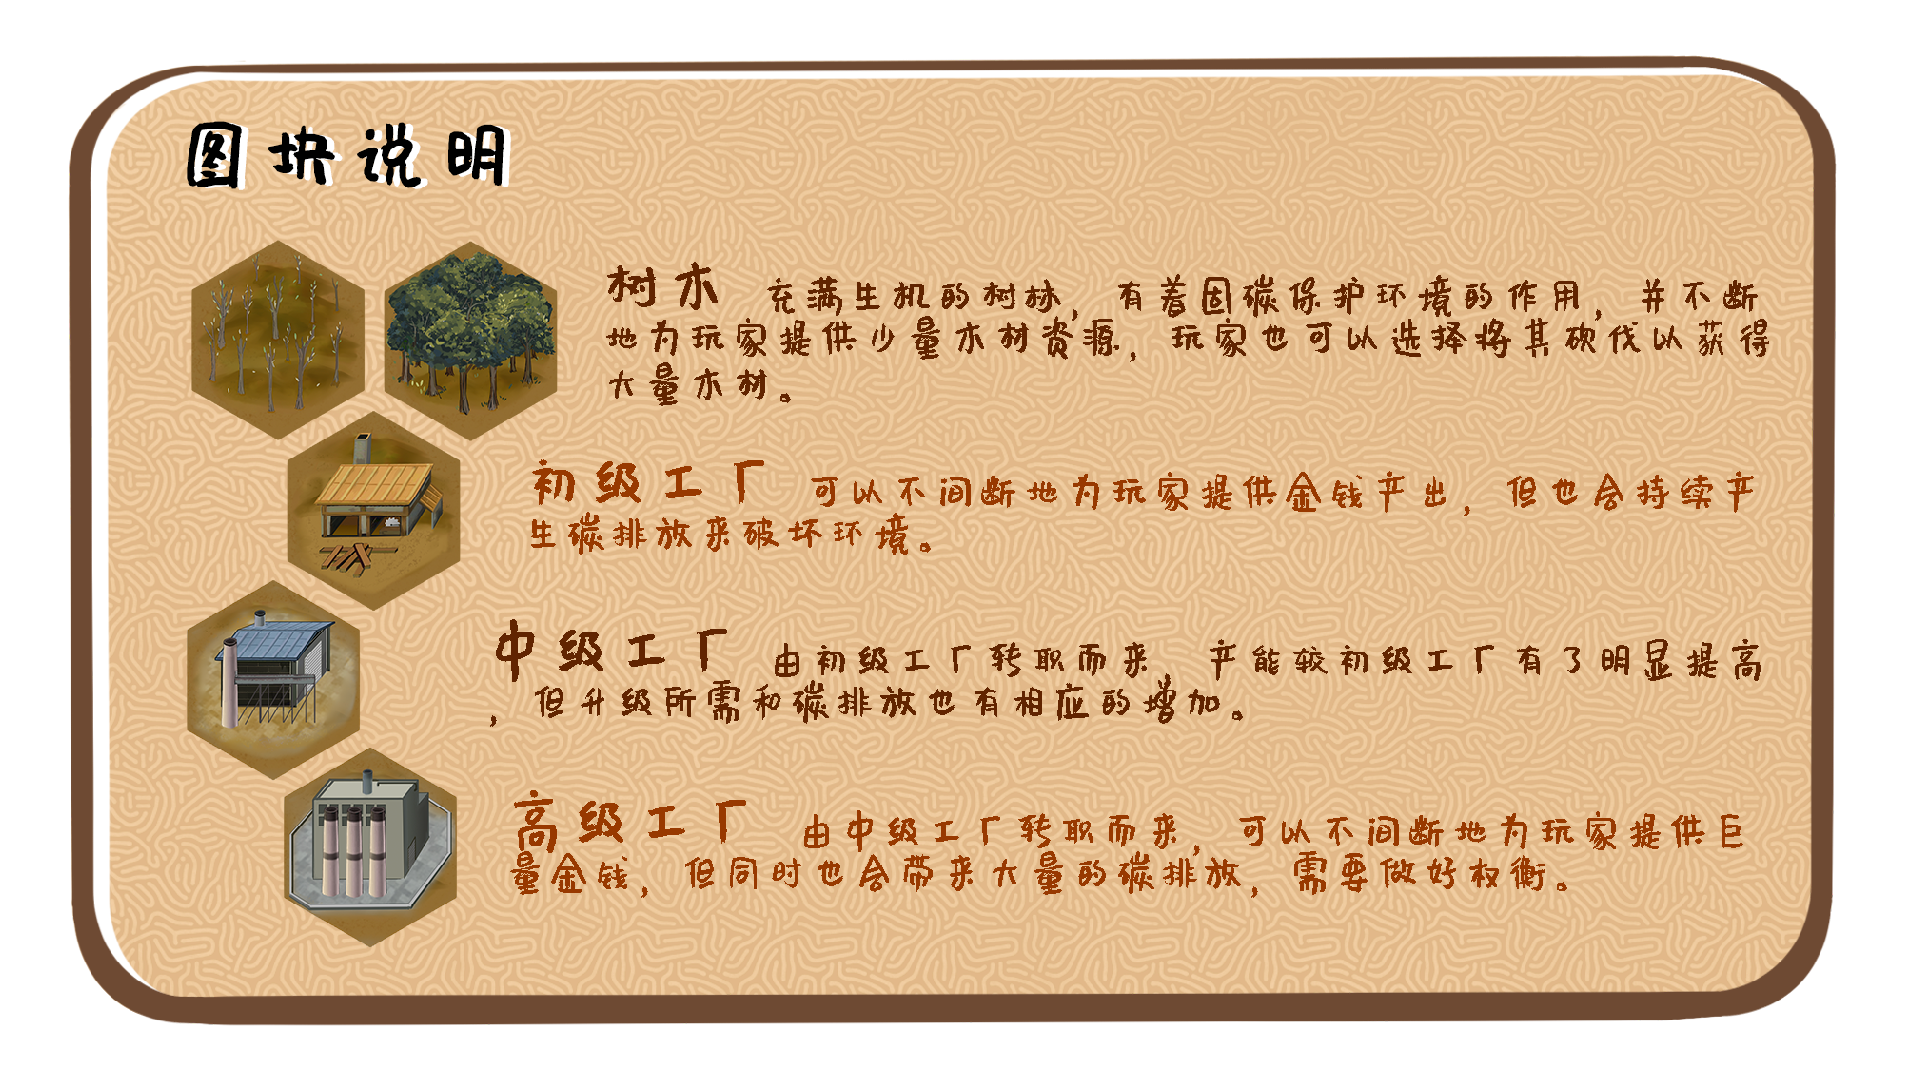 图块说明
树木 充满生机的树林，有着固碳保护环境的作用，并不断
地为玩家提供少量木材资源，玩家也可以选择将其砍伐以获得
大量木材。
初级工厂 可以不间断地为玩家提供金钱产出，但也会持续产
生碳排放来破坏环境。
中级工厂 由初级工厂转职而来，产能较初级工厂有了明显提高
，但升级所需和碳排放也有相应的增加。
高级工厂 由中级工厂转职而来，可以不间断地为玩家提供巨
量金钱，但同时也会带来大量的碳排放，需要做好权衡。